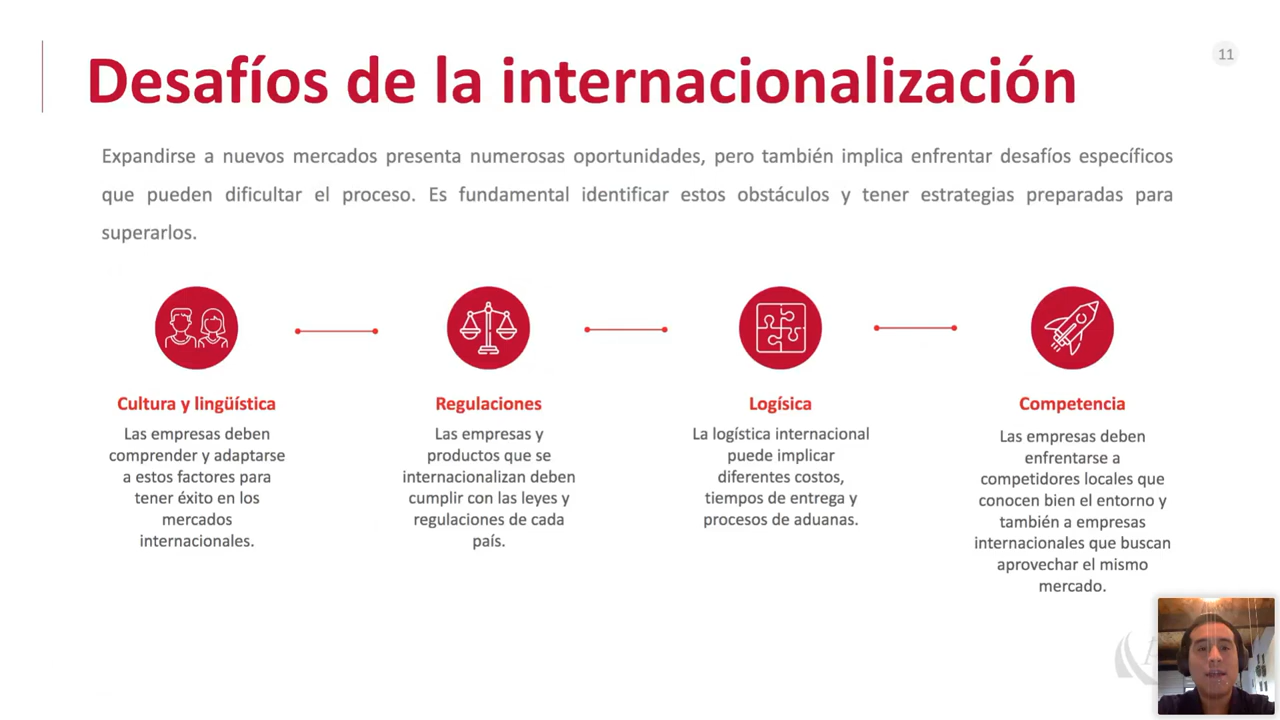 11
Desafíos de la internacionalización
Expandirse a nuevos mercados presenta numerosas oportunidades, pero también implica enfrentar desafíos específicos
que pueden dificultar el proceso. Es fundamental identificar estos obstáculos y tener estrategias preparadas para
superarlos.
Cultura y lingüística
Las empresas deben
comprender y adaptarse
a estos factores para
tener éxito en los
mercados
internacionales.
Regulaciones
Las empresas y
productos que se
internacionalizan deben
cumplir con las leyes y
regulaciones de cada
país.
Logísica
La logística internacional
puede implicar
diferentes costos,
tiempos de entrega y
procesos de aduanas.
Competencia
Las empresas deben
enfrentarse a
competidores locales que
conocen bien el entorno y
también a empresas
internacionales que buscan
aprovechar el mismo
mercado.